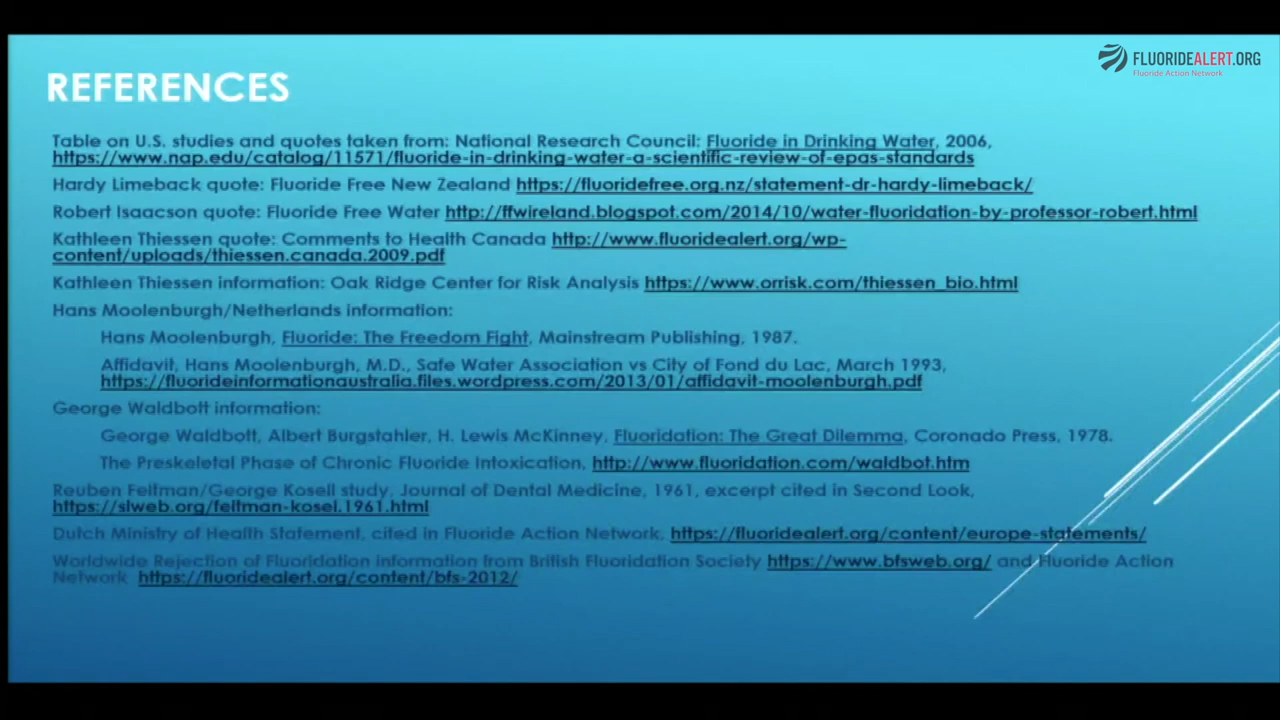 FLUORIDEALERT.ORG
Fluoride Action Network
REFERENCES
Table on U.S. studies and quotes taken from: National Research Council: Fluoride in Drinking Water, 2006,
https://www.nap.edu/catalog/11571/fluoride-in-drinking-water-a-scientific-review-of-epas-standards
Hardy Limeback quote: Fluoride Free New Zealand https://fluoridefree.org.nz/statement-dr-hardy-limeback/
Robert Isaacson quote: Fluoride Free Water http://ffwireland.blogspot.com/2014/10/water-fluoridation-by-professor-robert.html
Kathleen Thiessen quote: Comments to Health Canada http://www.fluoridealert.org/wp-
content/uploads/thiessen.canada.2009.pdf
Kathleen Thiessen information: Oak Ridge Center for Risk Analysis https://www.orrisk.com/thiessen_bio.html
Hans Moolenburgh/Netherlands information:
Hans Moolenburgh, Fluoride: The Freedom Fight, Mainstream Publishing, 1987.
Affidavit, Hans Moolenburgh, M.D., Safe Water Association vs City of Fond du Lac, March 1993,
https://fluorideinformationaustralia.files.wordpress.com/2013/01/affidavit-moolenburgh.pdf
George Waldbott information:
George Waldbott, Albert Burgstahler, H. Lewis McKinney, Fluoridation: The Great Dilemma, Coronado Press, 1978.
The Preskeletal Phase of Chronic Fluoride Intoxication, http://www.fluoridation.com/waldbot.htm
Reuben Feltman/George Kosell study, Journal of Dental Medicine, 1961, excerpt cited in Second Look,
https://slweb.org/feltman-kosel.1961.html
Dutch Ministry of Health Statement, cited in Fluoride Action Network, https://fluoridealert.org/content/europe-statements/
Worldwide Rejection of Fluoridation information from British Fluoridation Society https://www.bfsweb.org/ and Fluoride Action
Network https://fluoridealert.org/content/bfs-2012/